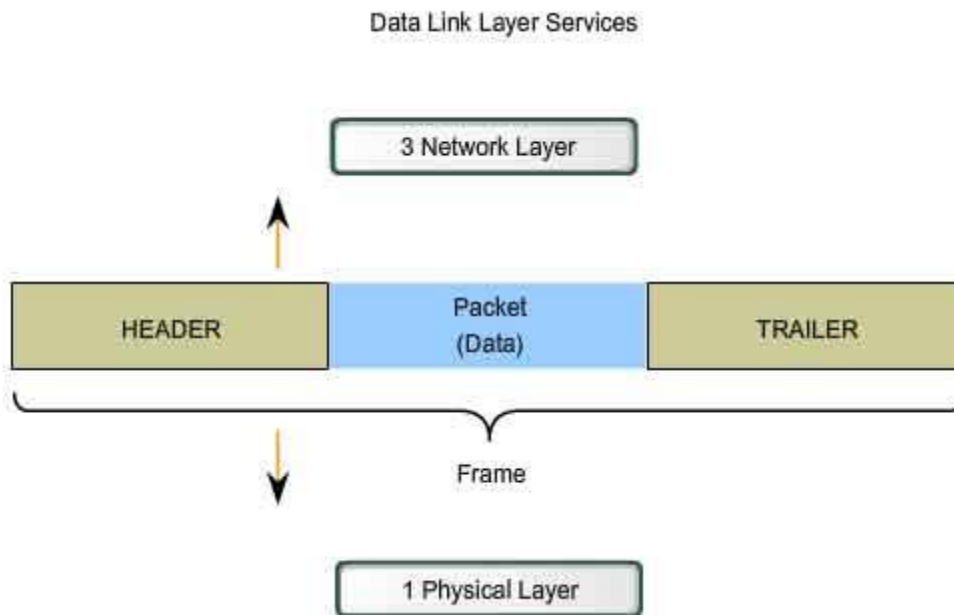 Data Link Layer Services
3 Network Layer
HEADER
Packet
(Data)
TRAILER
Frame
1 Physical Layer